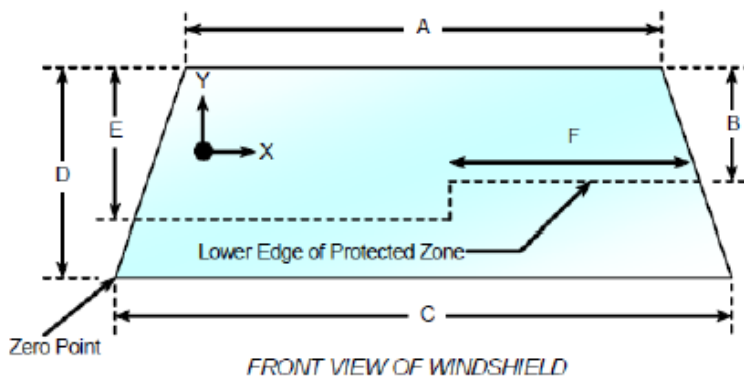 A
Y
B
E
X
F
D
Lower Edge of Protected Zone
C
Zero Point
FRONT VIEW OF WINDSHIELD